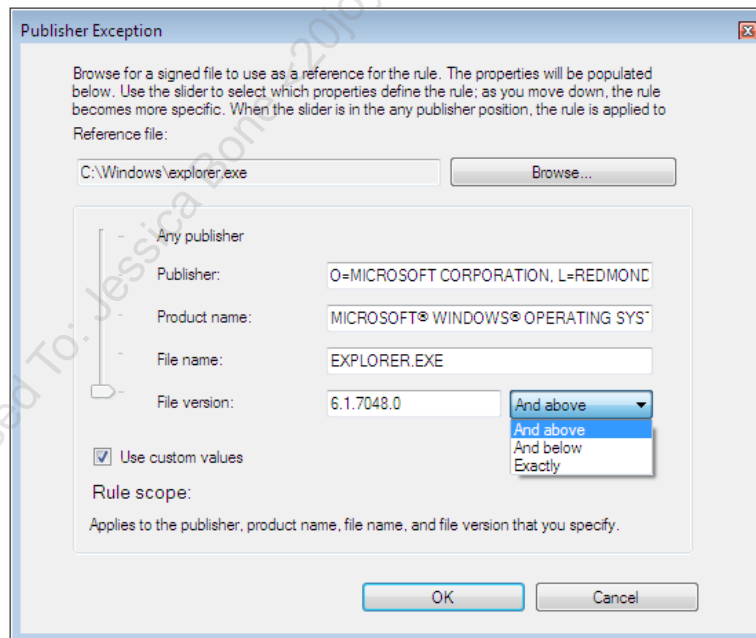 Publisher Exception
Browse for a signed file to use as a reference for the rule. The properties will be populated
below. Use the slider to select which properties define the rule; as you move down, the rule
becomes more specific. When the slider is in the any publisher position, the rule is applied to
Reference file:
C:\Windows\explorer.exe
Browse...
Any publisher
Publisher:
O=MICROSOFT CORPORATION, L=REDMOND
Product name:
MICROSOFT® WINDOWS® OPERATING SYST
File name:
EXPLORER.EXE
File version:
6.1.7048.0
And above
And above
And below
Exactly
Use custom values
Rule scope:
Applies to the publisher, product name, file name, and file version that you specify.
OK
Cancel
sed To: Jessica Bone <20joy